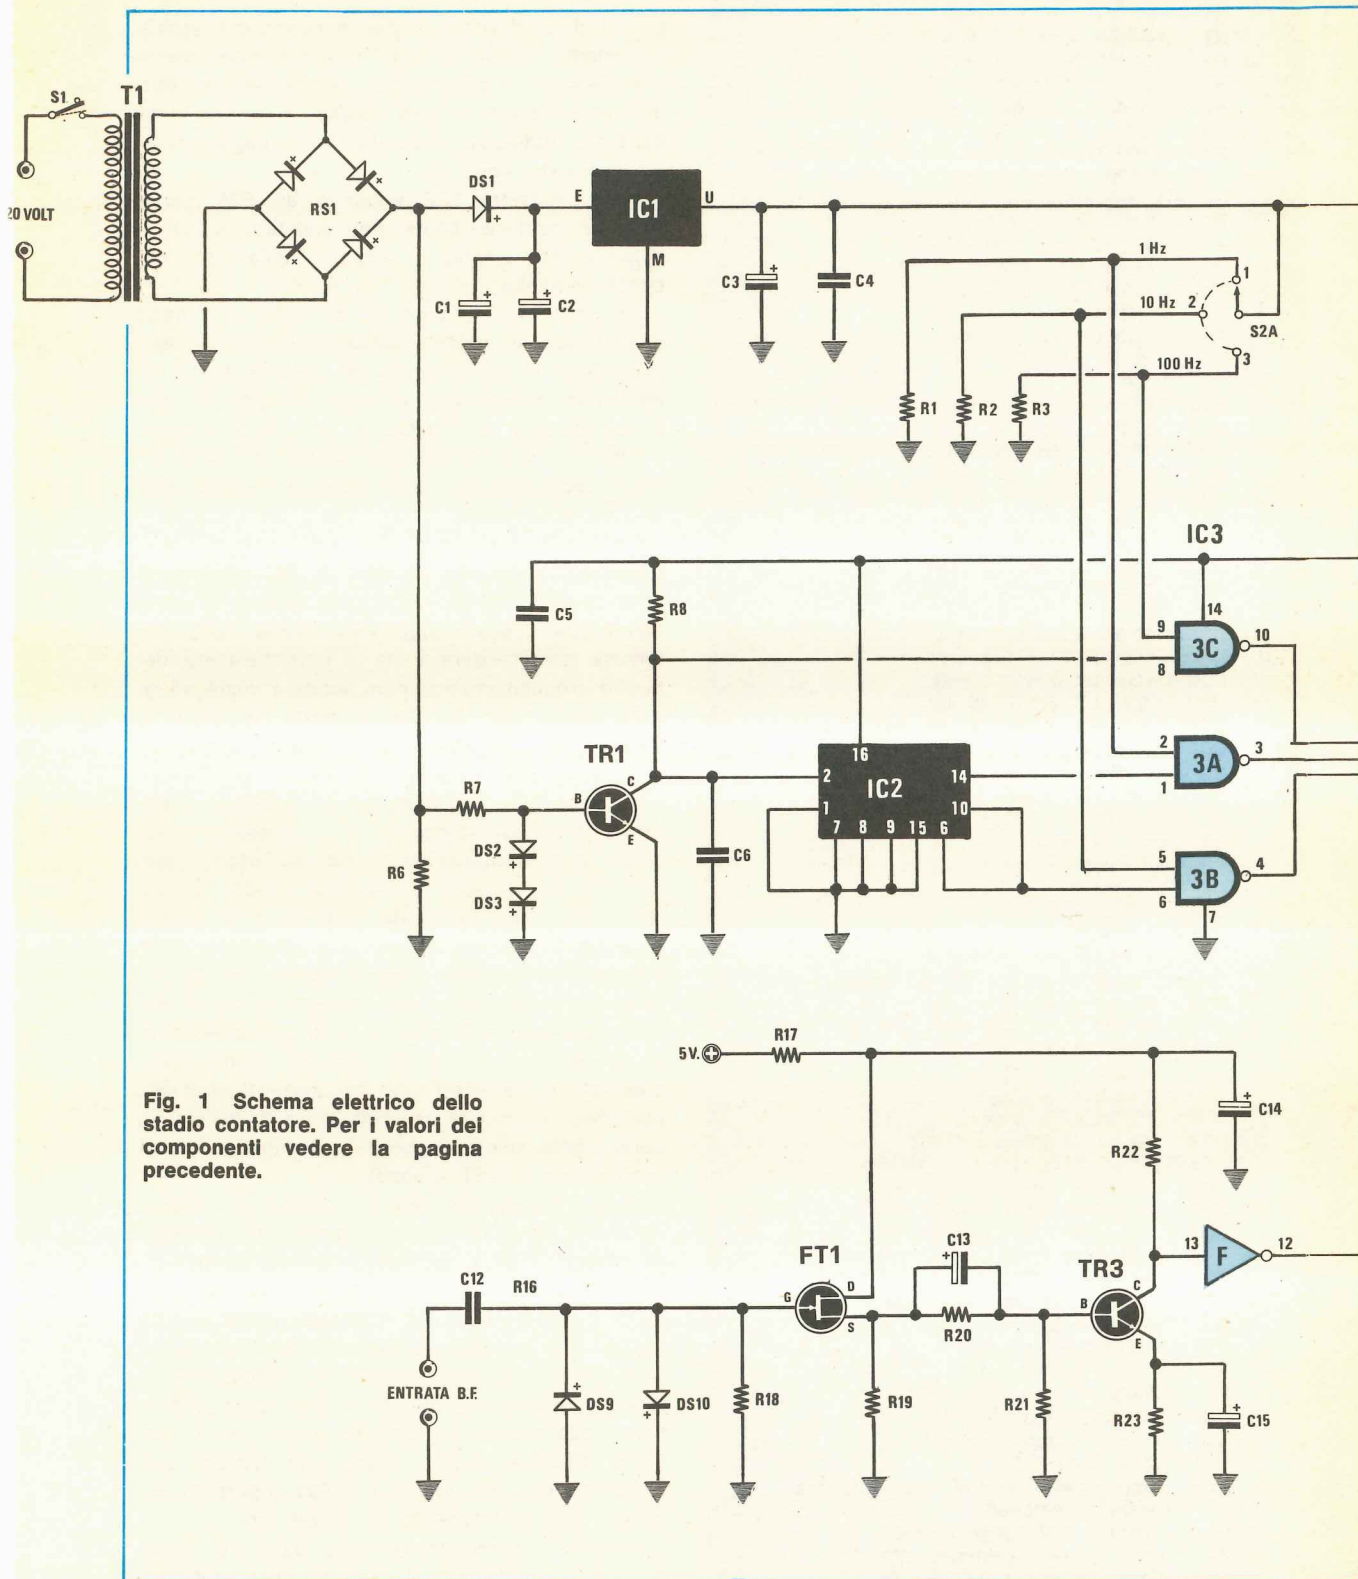 S1
T1
20 VOLT
RS1
DS1
E
IC1
U
M
C1
C2
C3
C4
1 Hz
10 Hz
100 Hz
1
2
3
S2A
R1
R2
R3
IC3
C5
R8
14
9
8
3C
10
TR1
C
B
E
R7
DS2
DS3
R6
C6
16
2
IC2
14
1
10
7
8
9
15
6
2
1
3A
3
5
6
3B
4
7
5V.
R17
C14
R22
Fig. 1 Schema elettrico dello
stadio contatore. Per i valori dei
componenti vedere la pagina
precedente.
C12
R16
FT1
G
D
S
C13
R20
TR3
B
C
E
13
F
12
ENTRATA B.F.
DS9
DS10
R18
R19
R21
R23
C15